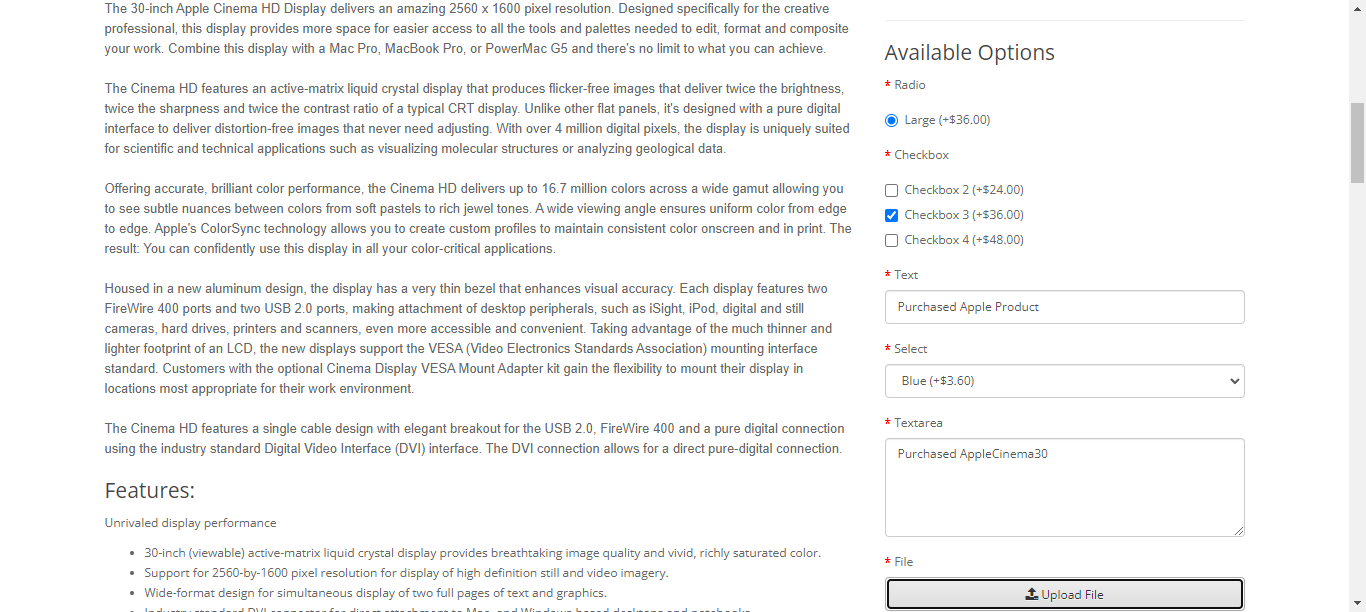 The 30-inch Apple Cinema HD Display delivers an amazing 2560 x 1600 pixel resolution. Designed specifically for the creative
professional, this display provides more space for easier access to all the tools and palettes needed to edit, format and composite
your work. Combine this display with a Mac Pro, MacBook Pro, or PowerMac G5 and there's no limit to what you can achieve.
The Cinema HD features an active-matrix liquid crystal display that produces flicker-free images that deliver twice the brightness,
twice the sharpness and twice the contrast ratio of a typical CRT display. Unlike other flat panels, it's designed with a pure digital
interface to deliver distortion-free images that never need adjusting. With over 4 million digital pixels, the display is uniquely suited
for scientific and technical applications such as visualizing molecular structures or analyzing geological data.
Offering accurate, brilliant color performance, the Cinema HD delivers up to 16.7 million colors across a wide gamut allowing you
to see subtle nuances between colors from soft pastels to rich jewel tones. A wide viewing angle ensures uniform color from edge
to edge. Apple's ColorSync technology allows you to create custom profiles to maintain consistent color onscreen and in print. The
result: You can confidently use this display in all your color-critical applications.
Housed in a new aluminum design, the display has a very thin bezel that enhances visual accuracy. Each display features two
FireWire 400 ports and two USB 2.0 ports, making attachment of desktop peripherals, such as iSight, iPod, digital and still
cameras, hard drives, printers and scanners, even more accessible and convenient. Taking advantage of the much thinner and
lighter footprint of an LCD, the new displays support the VESA (Video Electronics Standards Association) mounting interface
standard. Customers with the optional Cinema Display VESA Mount Adapter kit gain the flexibility to mount their display in
locations most appropriate for their work environment.
The Cinema HD features a single cable design with elegant breakout for the USB 2.0, FireWire 400 and a pure digital connection
using the industry standard Digital Video Interface (DVI) interface. The DVI connection allows for a direct pure-digital connection.
Features:
Unrivaled display performance
• 30-inch (viewable) active-matrix liquid crystal display provides breathtaking image quality and vivid, richly saturated color.
• Support for 2560-by-1600 pixel resolution for display of high definition still and video imagery.
• Wide-format design for simultaneous display of two full pages of text and graphics.
• Industry standard DVI connector for direct attachment to Mac- and Windows-based desktops and notebooks
Available Options
* Radio
Large (+$36.00)
* Checkbox
Checkbox 2 (+$24.00)
Checkbox 3 (+$36.00)
Checkbox 4 (+$48.00)
* Text
Purchased Apple Product
* Select
Blue (+$3.60)
* Textarea
Purchased AppleCinema30
* File
Upload File